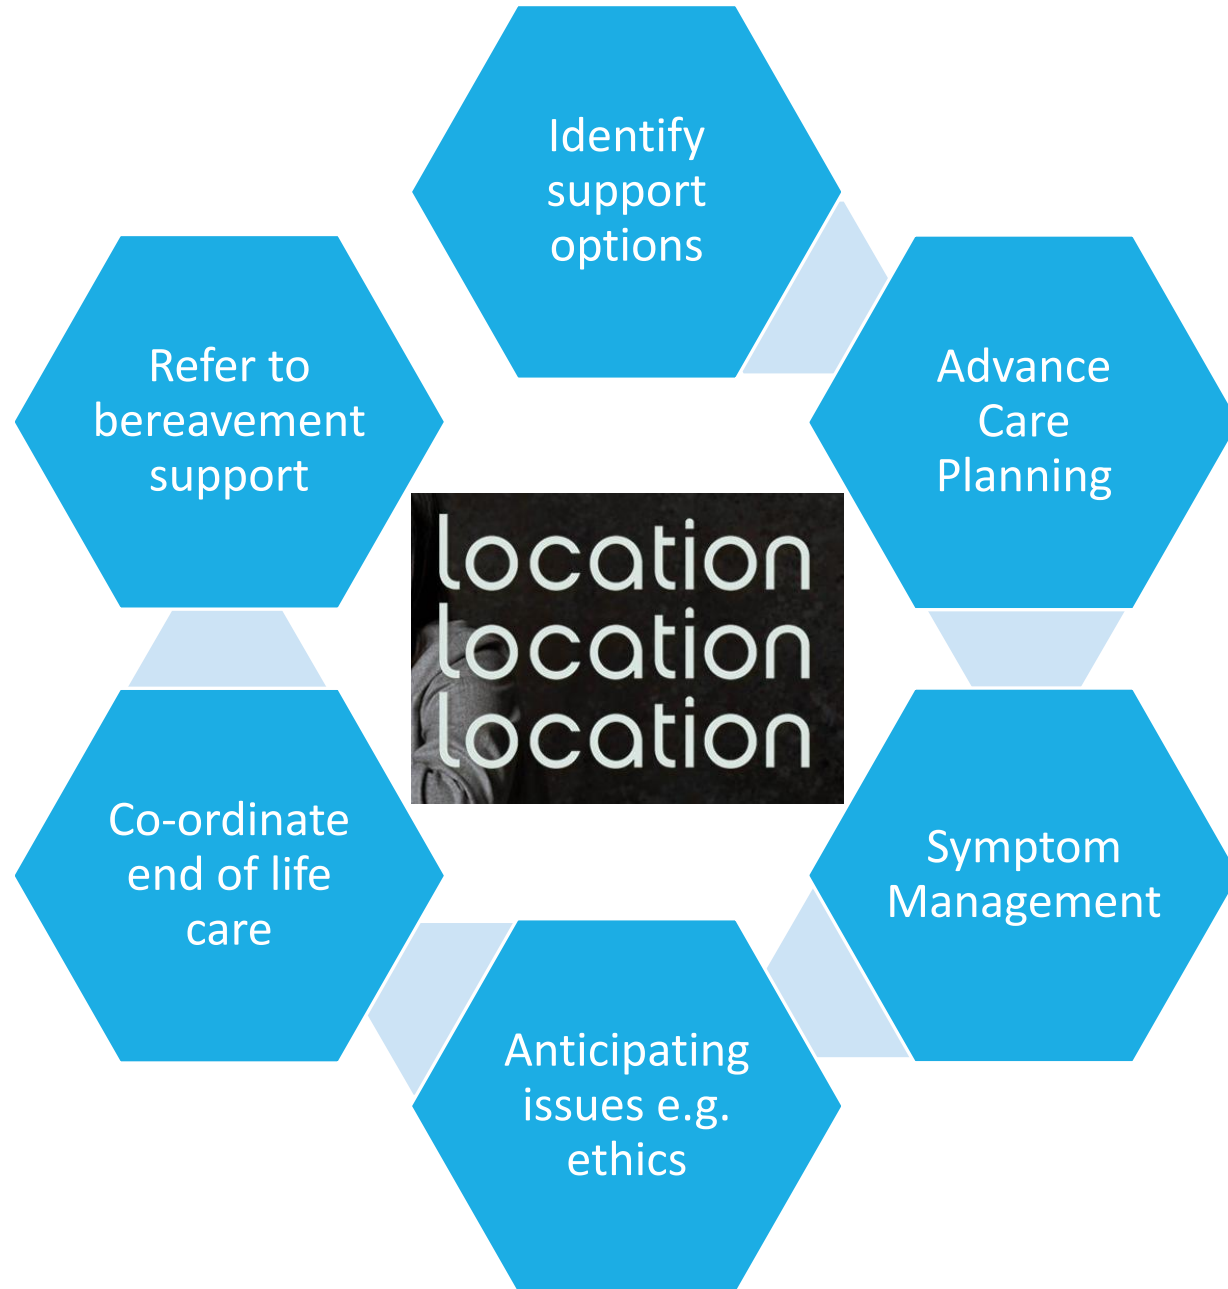 Identify
support
options
Advance
Care
Planning
Symptom
Management
Anticipating
issues e.g.
ethics
Co-ordinate
end of life
care
Refer to
bereavement
support
location
location
location